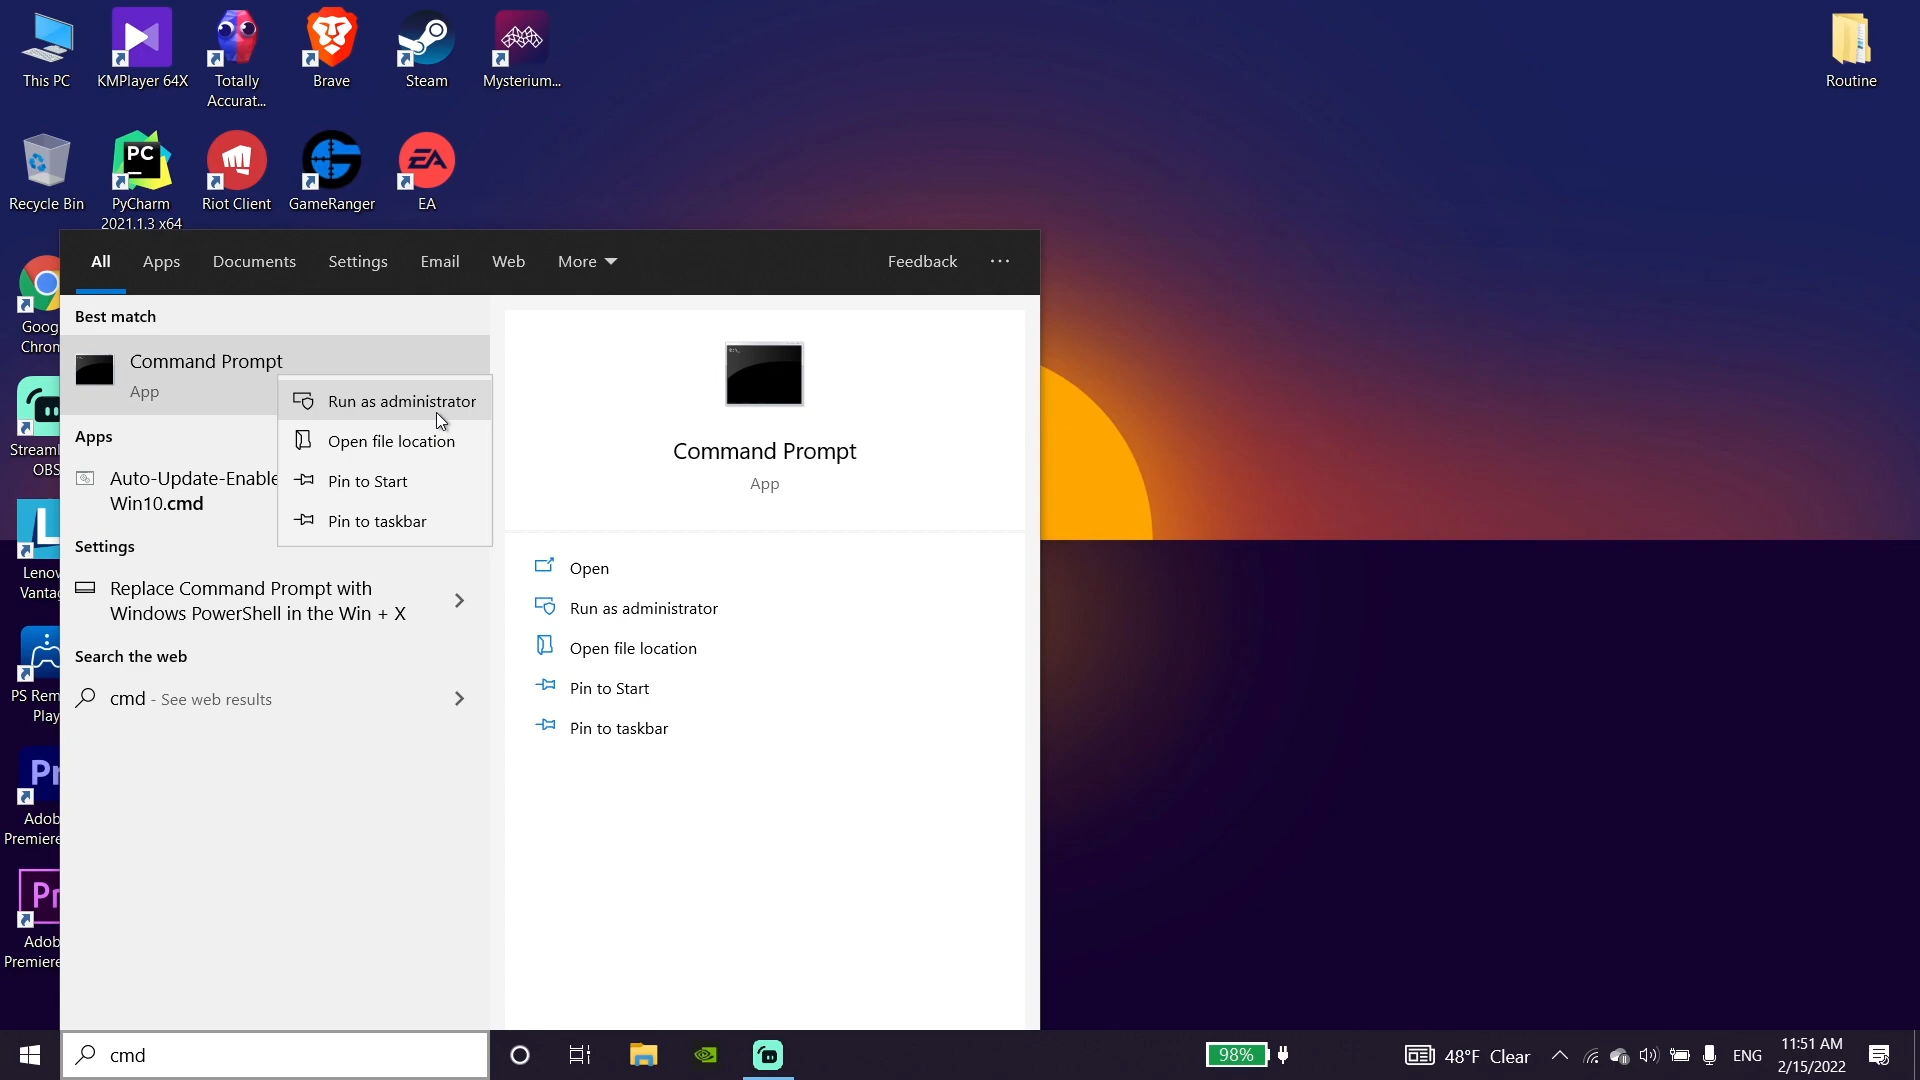 This PC
KMPlayer 64X
Totally
Accurat...
Brave
Steam
Mysterium...
Routine
Recycle Bin
PyCharm
2021.1.3 x64
Riot Client
GameRanger
EA
Goog
Chrom
Streaml
OBS
Lenov
Vantag
PS Rem
Play
Adob
Premiere
Adob
Premiere
All
Apps
Documents
Settings
Email
Web
More
Feedback
Best match
Command Prompt
App
Run as administrator
Open file location
Pin to Start
Pin to taskbar
Apps
Auto-Update-Enable
Win10.cmd
Settings
Replace Command Prompt with
Windows PowerShell in the Win + X
Search the web
cmd - See web results
Command Prompt
App
Open
Run as administrator
Open file location
Pin to Start
Pin to taskbar
cmd
98%
48°F Clear
ENG
11:51 AM
2/15/2022